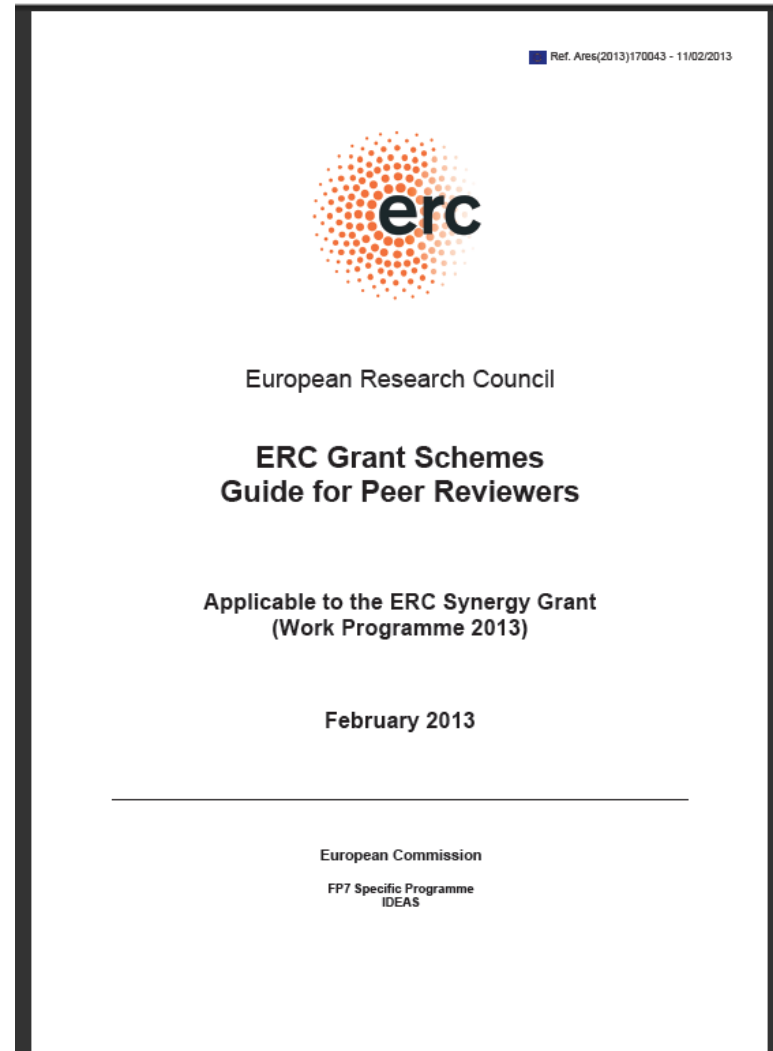 Ref. Ares(2013)170043 - 11/02/2013
erc
European Research Council
ERC Grant Schemes
Guide for Peer Reviewers
Applicable to the ERC Synergy Grant
(Work Programme 2013)
February 2013
European Commission
FP7 Specific Programme
IDEAS